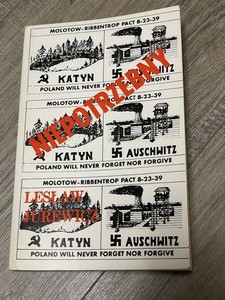 MOLOTOW-RIBBENTROP PACT 8-23-39
KATYN AUSCHWITZ
POLAND WILL NEVER FORGET NOR FORGIVE
MOLOTOW-RIBBENTROP PACT 8-23-39
NIEPOTRZEBNY
KATYN AUSCHWITZ
POLAND WILL NEVER FORGET NOR FORGIVE
MOLOTOW-RIBBENTROP PACT 8-23-39
LESŁAW
JUREWICZ
KATYN AUSCHWITZ
POLAND WILL NEVER FORGET NOR FORGIVE